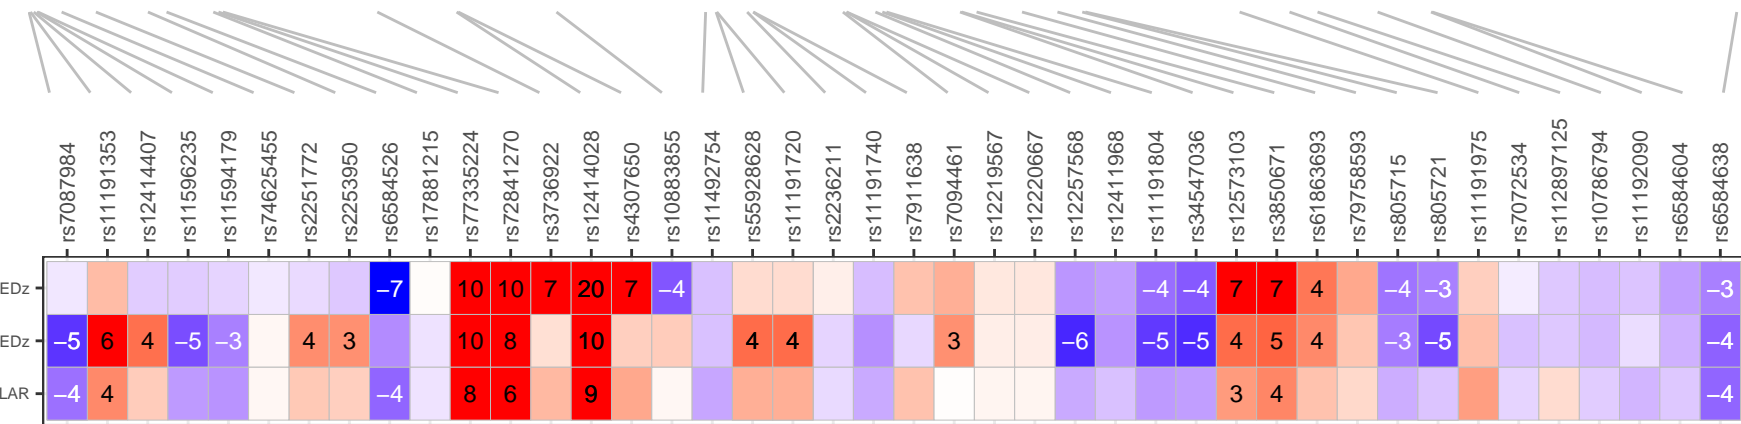 rs7087984 rs11191353 rs12414407 rs11596235 rs11594179 rs74625455 rs2251772 rs2253950 rs6584526 rs17881215 rs77335224 rs72841270 rs3736922 rs12414028 rs4307650 rs10883855 rs11492754 rs55928628 rs11191720 rs2236211 rs11191740 rs7911638 rs7094461 rs12219567 rs12220667 rs12257568 rs12411968 rs11191804 rs34547036 rs12573103 rs3850671 rs61863693 rs79758593 rs805715 rs805721 rs11191975 rs7072534 rs112897125 rs10786794 rs11192090 rs6584604 rs6584638
EDz −7 10 10 7 20 7 −4 −4 −4 7 7 4 −4 −3 −3
EDz −5 6 4 −5 −3 4 3 10 8 10 4 4 3 −6 −5 −5 4 5 4 −3 −5 −4
LAR −4 4 −4 8 6 9 3 4 −4